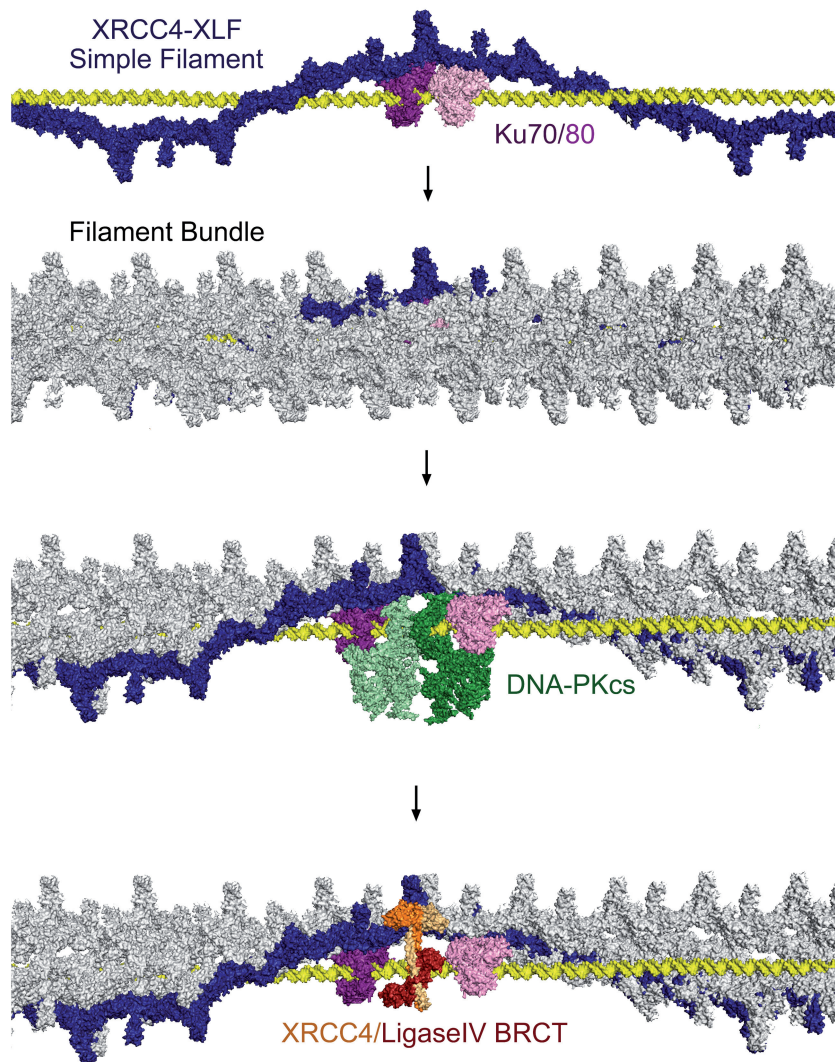 XRCC4-XLF
Simple Filament
Ku70/80
Filament Bundle
DNA-PKcs
XRCC4/LigaseIV BRCT